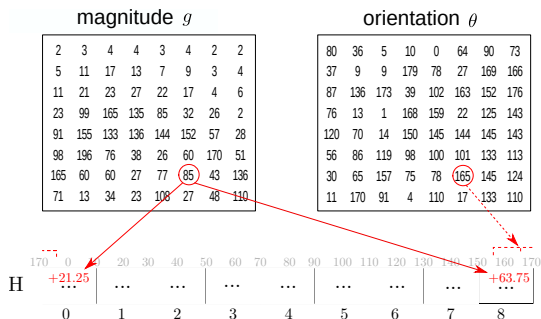 magnitude g orientation θ
2 3 4 4 3 4 2 2 80 36 5 10 0 64 90 73
5 11 17 13 7 9 3 4 37 9 9 179 78 27 169 166
11 21 23 27 22 17 4 6 87 136 173 39 102 163 152 176
23 99 165 135 85 32 26 2 76 13 1 168 159 22 125 143
91 155 133 136 144 152 57 28 120 70 14 150 145 144 145 143
98 196 76 38 26 60 170 51 56 86 119 98 100 101 133 113
165 60 60 27 77 85 43 136 30 65 157 75 78 165 145 124
71 13 34 23 108 27 48 110 11 170 91 4 110 17 133 110
170 0 10 20 30 40 50 60 70 80 90 100 110 120 130 140 150 160 170
+21.25 +63.75
H ... ... ... ... ... ... ... ... ...
0 1 2 3 4 5 6 7 8